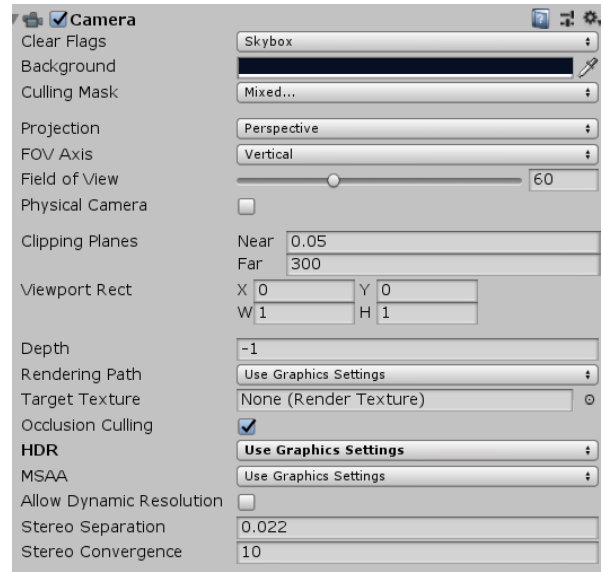 Camera
Clear Flags Skybox
Background
Culling Mask Mixed...
Projection Perspective
FOV Axis Vertical
Field of View 60
Physical Camera
Clipping Planes Near 0.05
Far 300
Viewport Rect X 0 Y 0
W 1 H 1
Depth -1
Rendering Path Use Graphics Settings
Target Texture None (Render Texture)
Occlusion Culling
HDR Use Graphics Settings
MSAA Use Graphics Settings
Allow Dynamic Resolution
Stereo Separation 0.022
Stereo Convergence 10